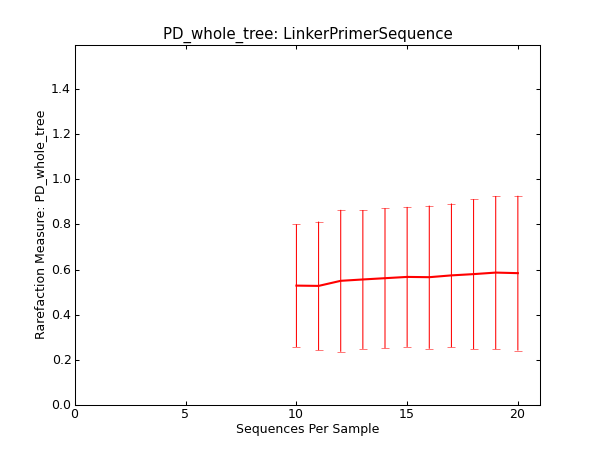 PD_whole_tree: LinkerPrimerSequence
Rarefaction Measure: PD_whole_tree
1.4
1.2
1.0
0.8
0.6
0.4
0.2
0.0
0 5 10 15 20
Sequences Per Sample